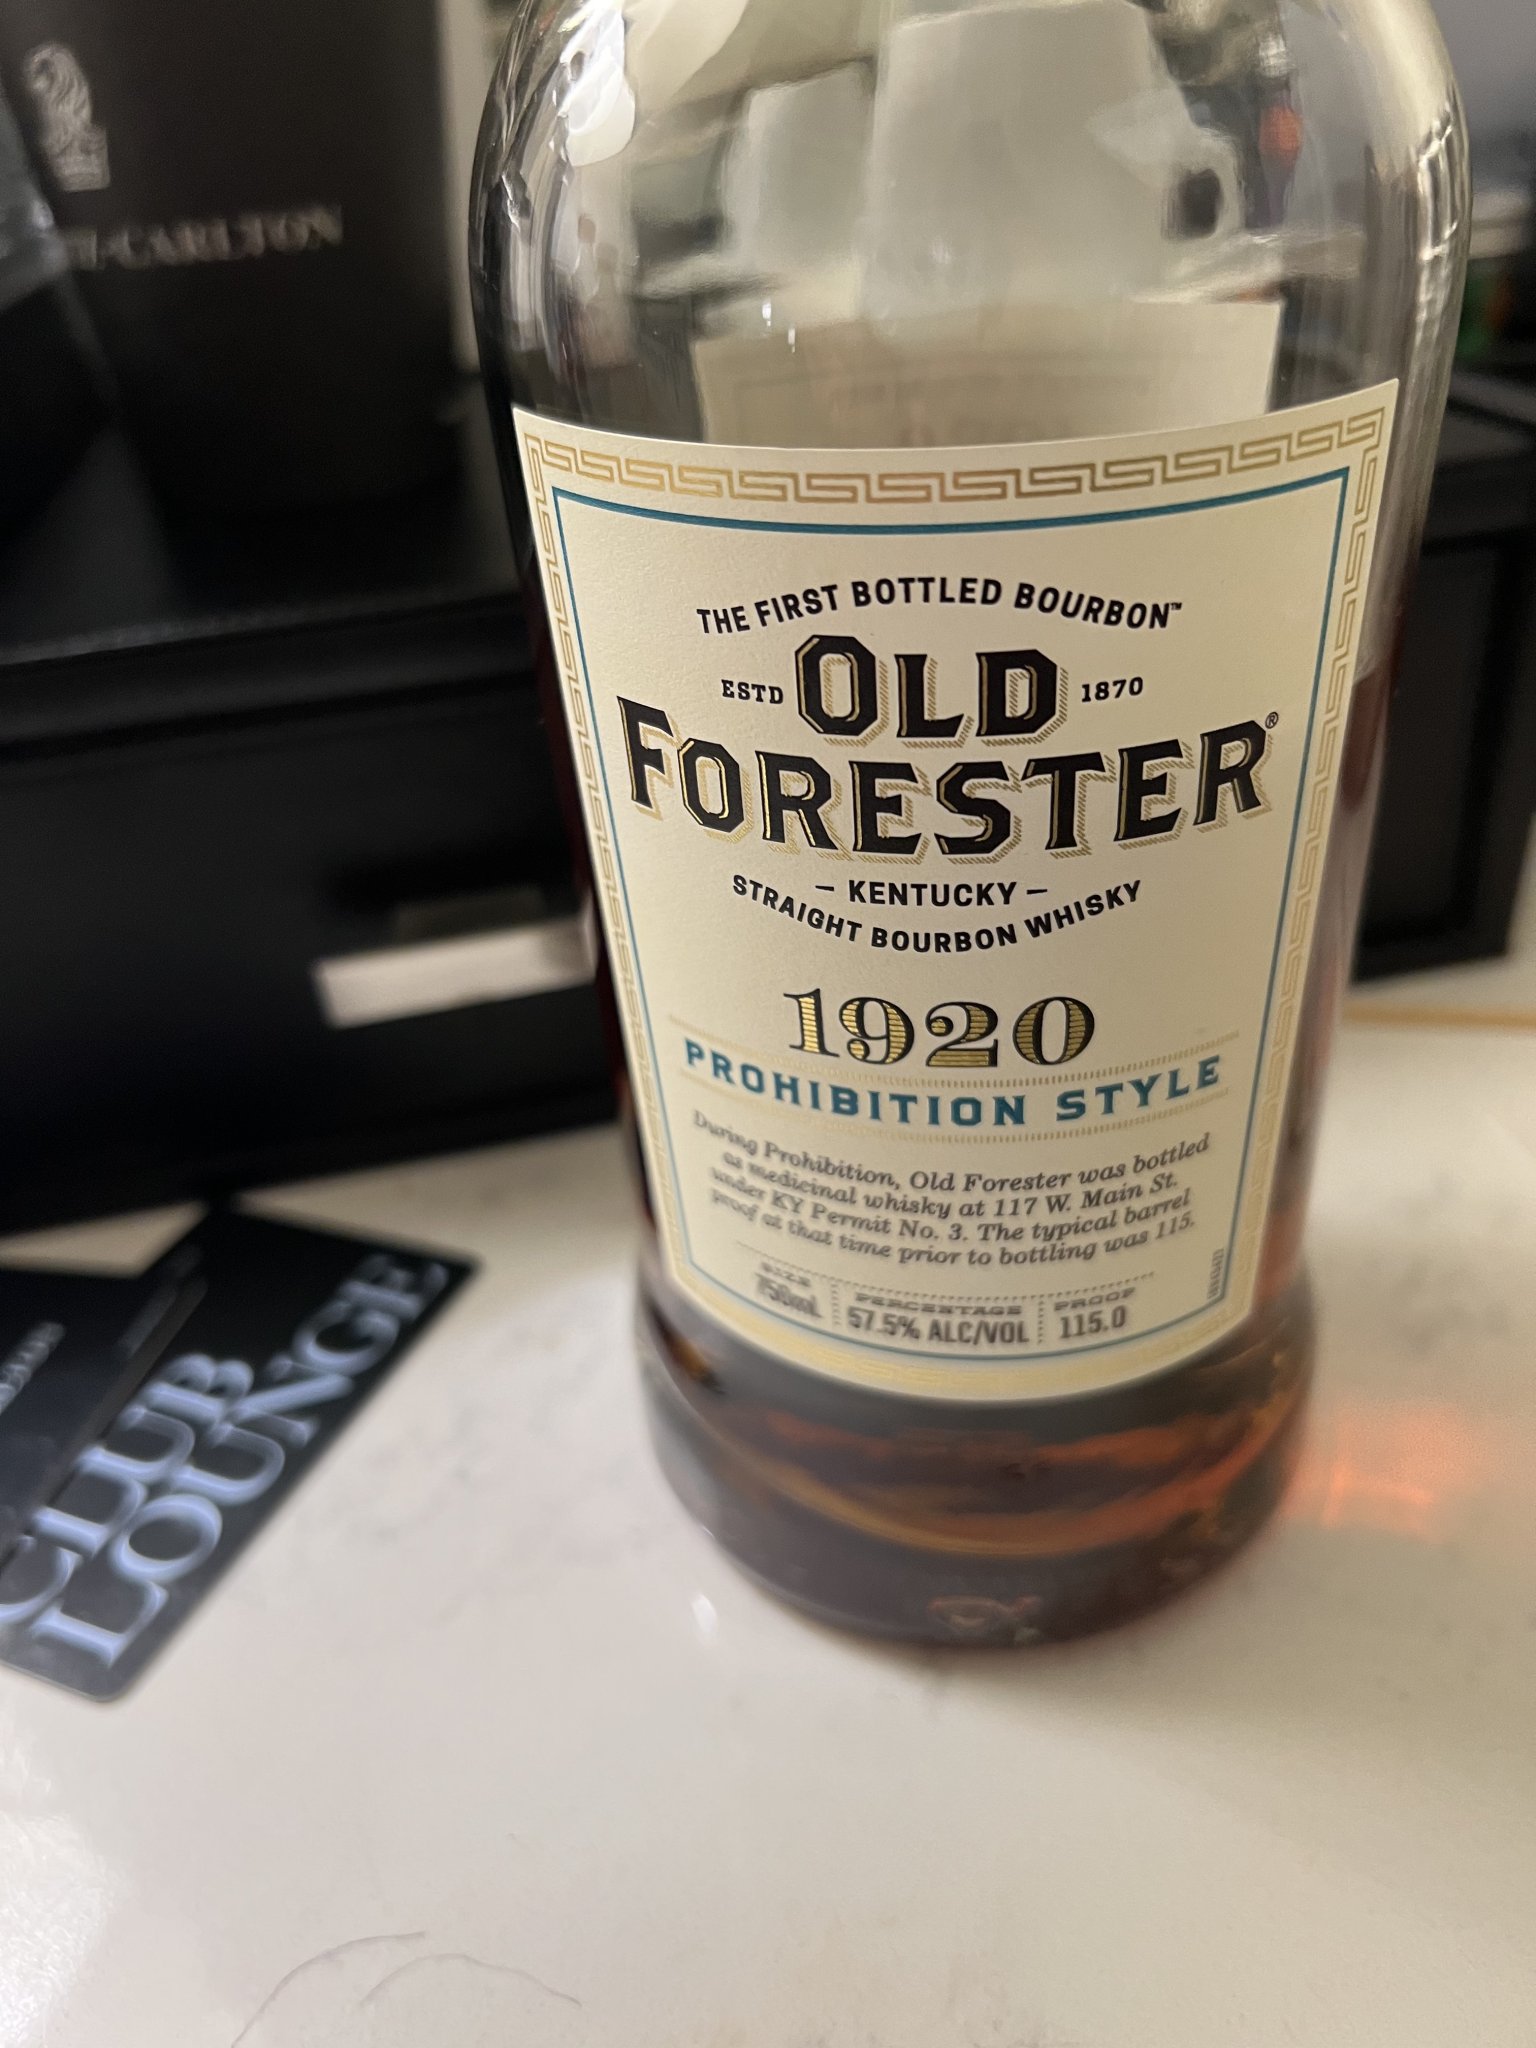 CARLTON
THE FIRST BOTTLED BOURBON™
ESTD OLD 1870
FORESTER®
– KENTUCKY –
STRAIGHT BOURBON WHISKY
1920
PROHIBITION STYLE
During Prohibition, Old Forester was bottled
as medicinal whisky at 117 W. Main St.
under KY Permit No. 3. The typical barrel
proof at that time prior to bottling was 115.
SIZE PERCENTAGE PROOF
750mL 57.5% ALC/VOL 115.0
CLUB
LOUNGE